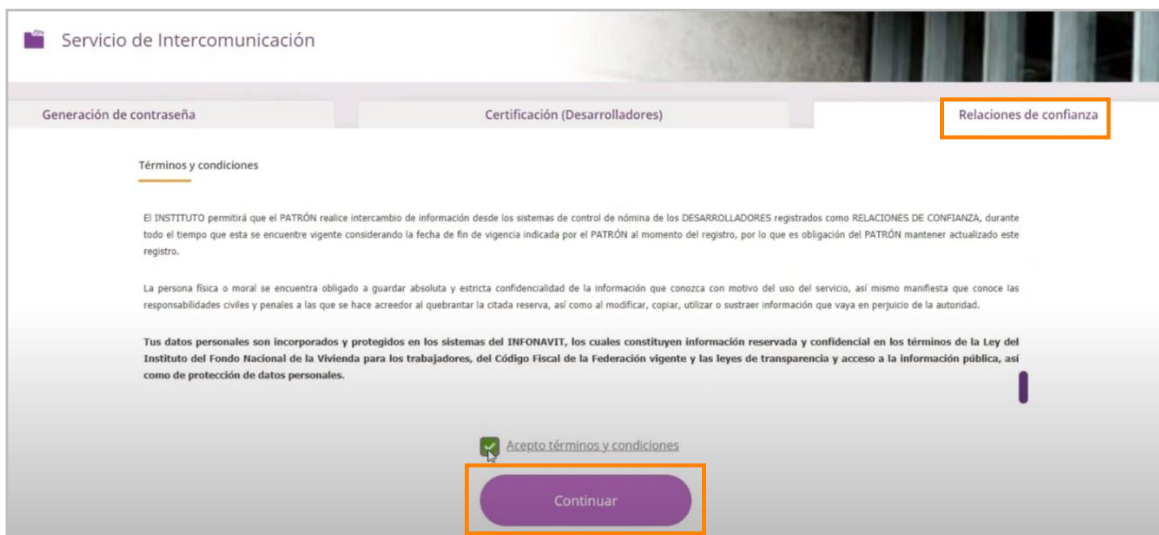 Servicio de Intercomunicación
Generación de contraseña
Certificación (Desarrolladores)
Relaciones de confianza
Términos y condiciones
El INSTITUTO permitirá que el PATRÓN realice intercambio de información desde los sistemas de control de nómina de los DESARROLLADORES registrados como RELACIONES DE CONFIANZA, durante
todo el tiempo que esta se encuentre vigente considerando la fecha de fin de vigencia indicada por el PATRÓN al momento del registro, por lo que es obligación del PATRÓN mantener actualizado este
registro.
La persona física o moral se encuentra obligado a guardar absoluta y estricta confidencialidad de la información que conozca con motivo del uso del servicio, así mismo manifiesta que conoce las
responsabilidades civiles y penales a las que se hace acreedor al quebrantar la citada reserva, así como al modificar, copiar, utilizar o sustraer información que vaya en perjuicio de la autoridad.
Tus datos personales son incorporados y protegidos en los sistemas del INFONAVIT, los cuales constituyen información reservada y confidencial en los términos de la Ley del
Instituto del Fondo Nacional de la Vivienda para los trabajadores, del Código Fiscal de la Federación vigente y las leyes de transparencia y acceso a la información pública, así
como de protección de datos personales.
Acepto términos y condiciones
Continuar